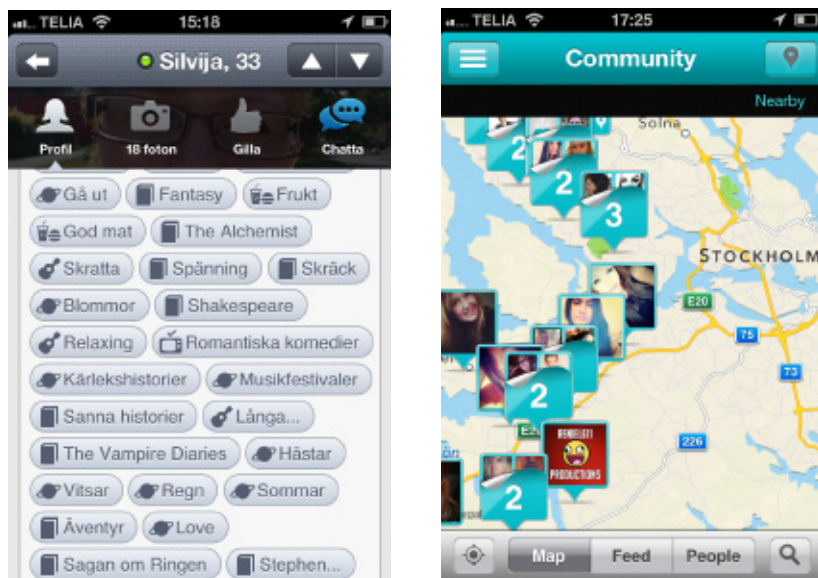 TELIA 15:18
Silvija, 33
Profil 18 foton Gilla Chatta
Gå ut Fantasy Frukt
God mat The Alchemist
Skratta Spänning Skräck
Blommor Shakespeare
Relaxing Romantiska komedier
Kärlekshistorier Musikfestivaler
Sanna historier Långa...
The Vampire Diaries Hästar
Vitsar Regn Sommar
Äventyr Love
Sagan om Ringen Stephen...
TELIA 17:25
Community
Nearby
Solna
2
2
3
STOCKHOLM
E20
75
73
2
226
RENIELGT1
PRODUCTIONS
2
Map Feed People